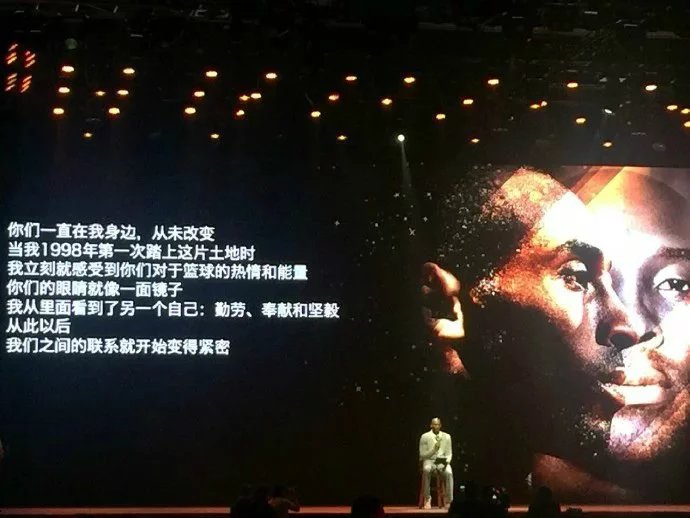 你们一直在我身边，从未改变
当我1998年第一次踏上这片土地时
我立刻就感受到你们对于篮球的热情和能量
你们的眼睛就像一面镜子
我从里面看到了另一个自己：勤劳、奉献和坚毅
从此以后
我们之间的联系就开始变得紧密